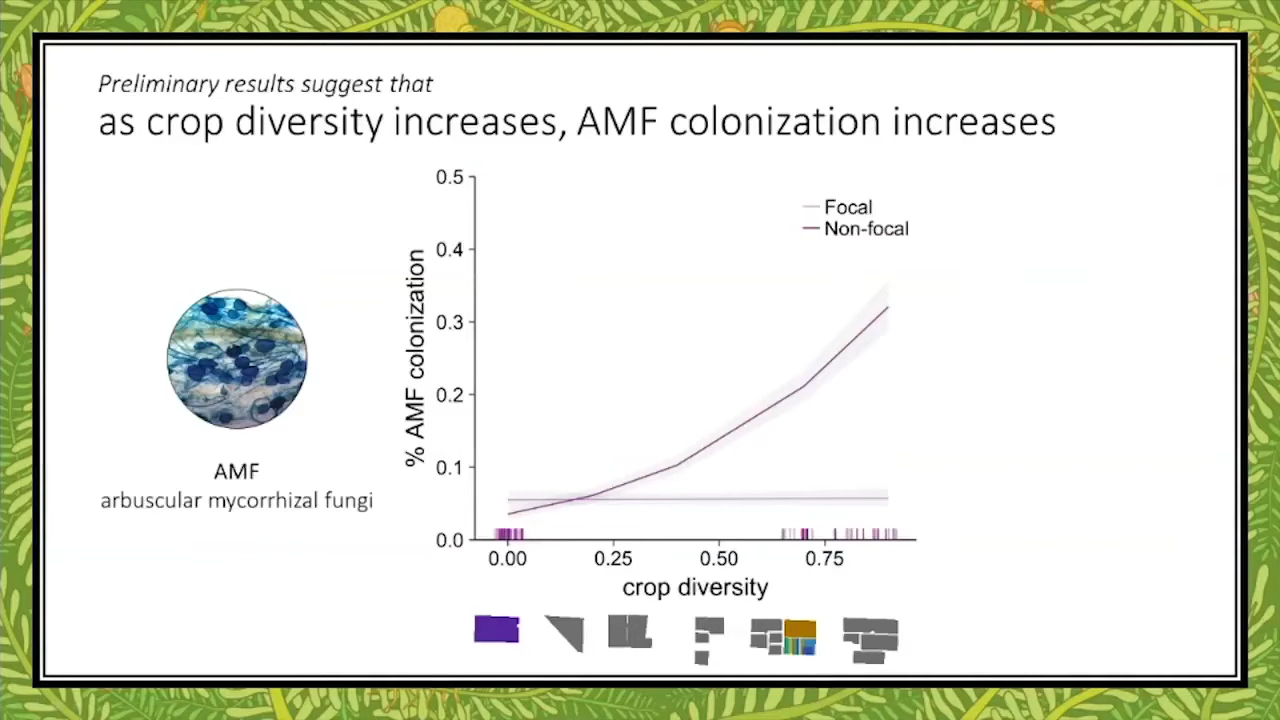 Preliminary results suggest that
as crop diversity increases, AMF colonization increases
0.5
0.4
0.3
0.2
0.1
0.0
% AMF colonization
Focal
Non-focal
0.00 0.25 0.50 0.75
crop diversity
AMF
arbuscular mycorrhizal fungi